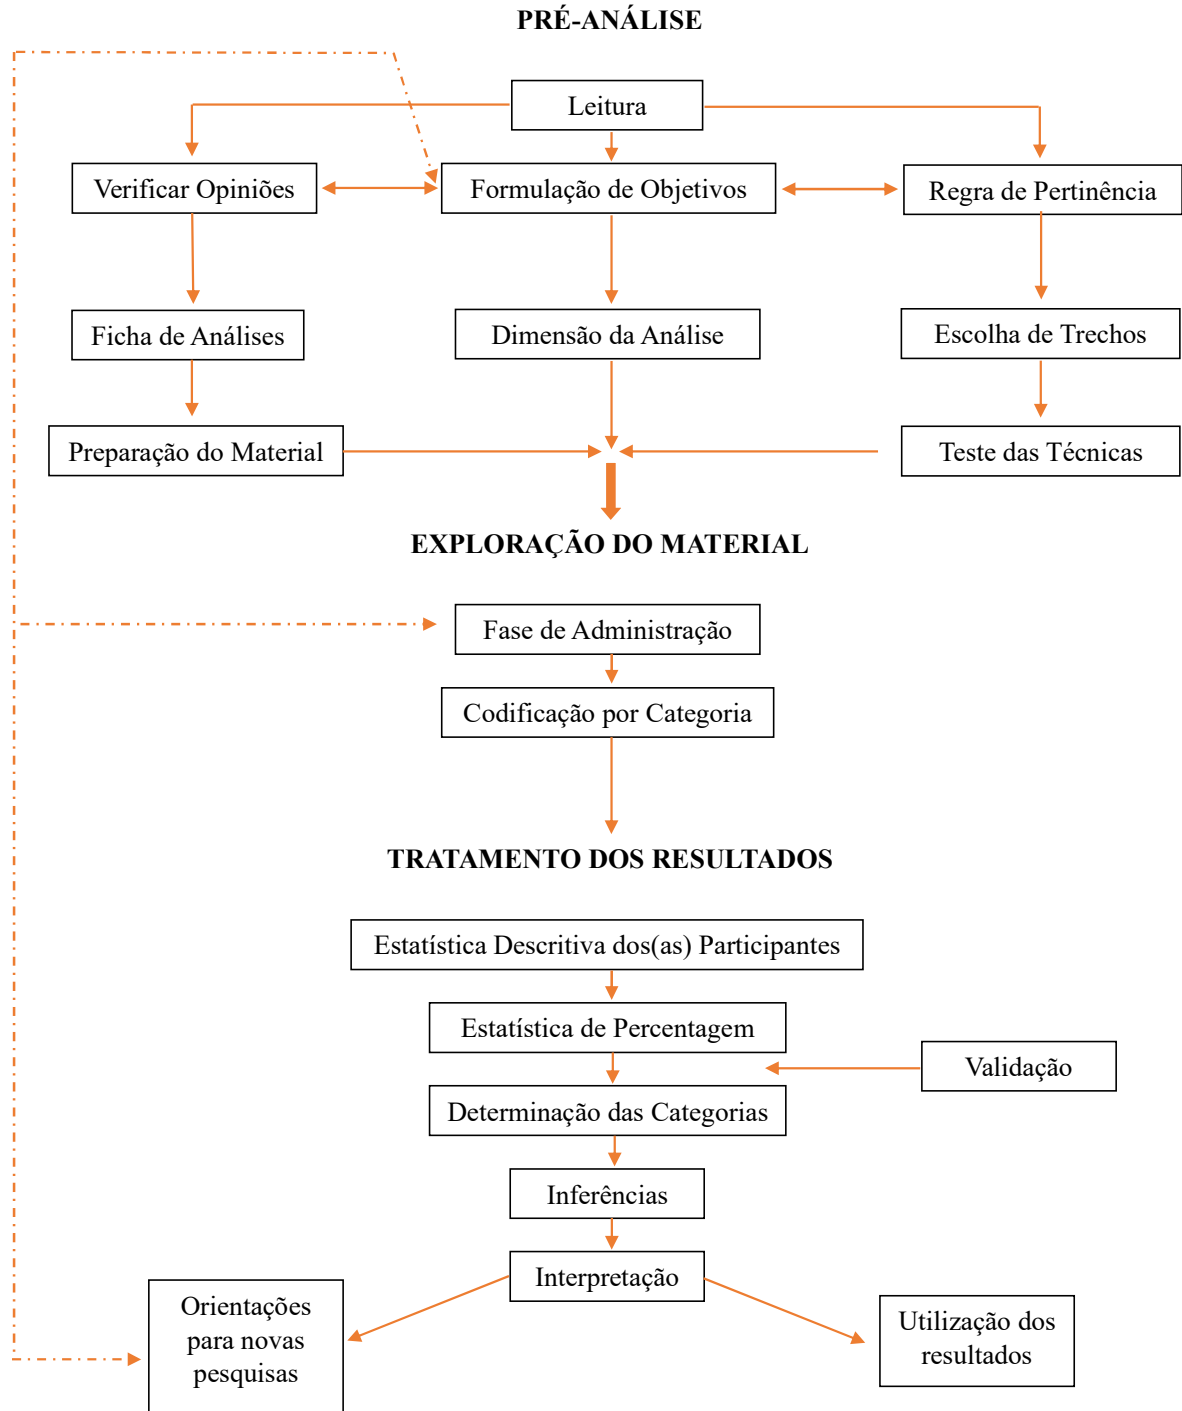 PRÉ-ANÁLISE
Leitura
Verificar Opiniões
Formulação de Objetivos
Regra de Pertinência
Ficha de Análises
Dimensão da Análise
Escolha de Trechos
Preparação do Material
Teste das Técnicas
EXPLORAÇÃO DO MATERIAL
Fase de Administração
Codificação por Categoria
TRATAMENTO DOS RESULTADOS
Estatística Descritiva dos(as) Participantes
Estatística de Percentagem
Validação
Determinação das Categorias
Inferências
Interpretação
Orientações
para novas
pesquisas
Utilização dos
resultados